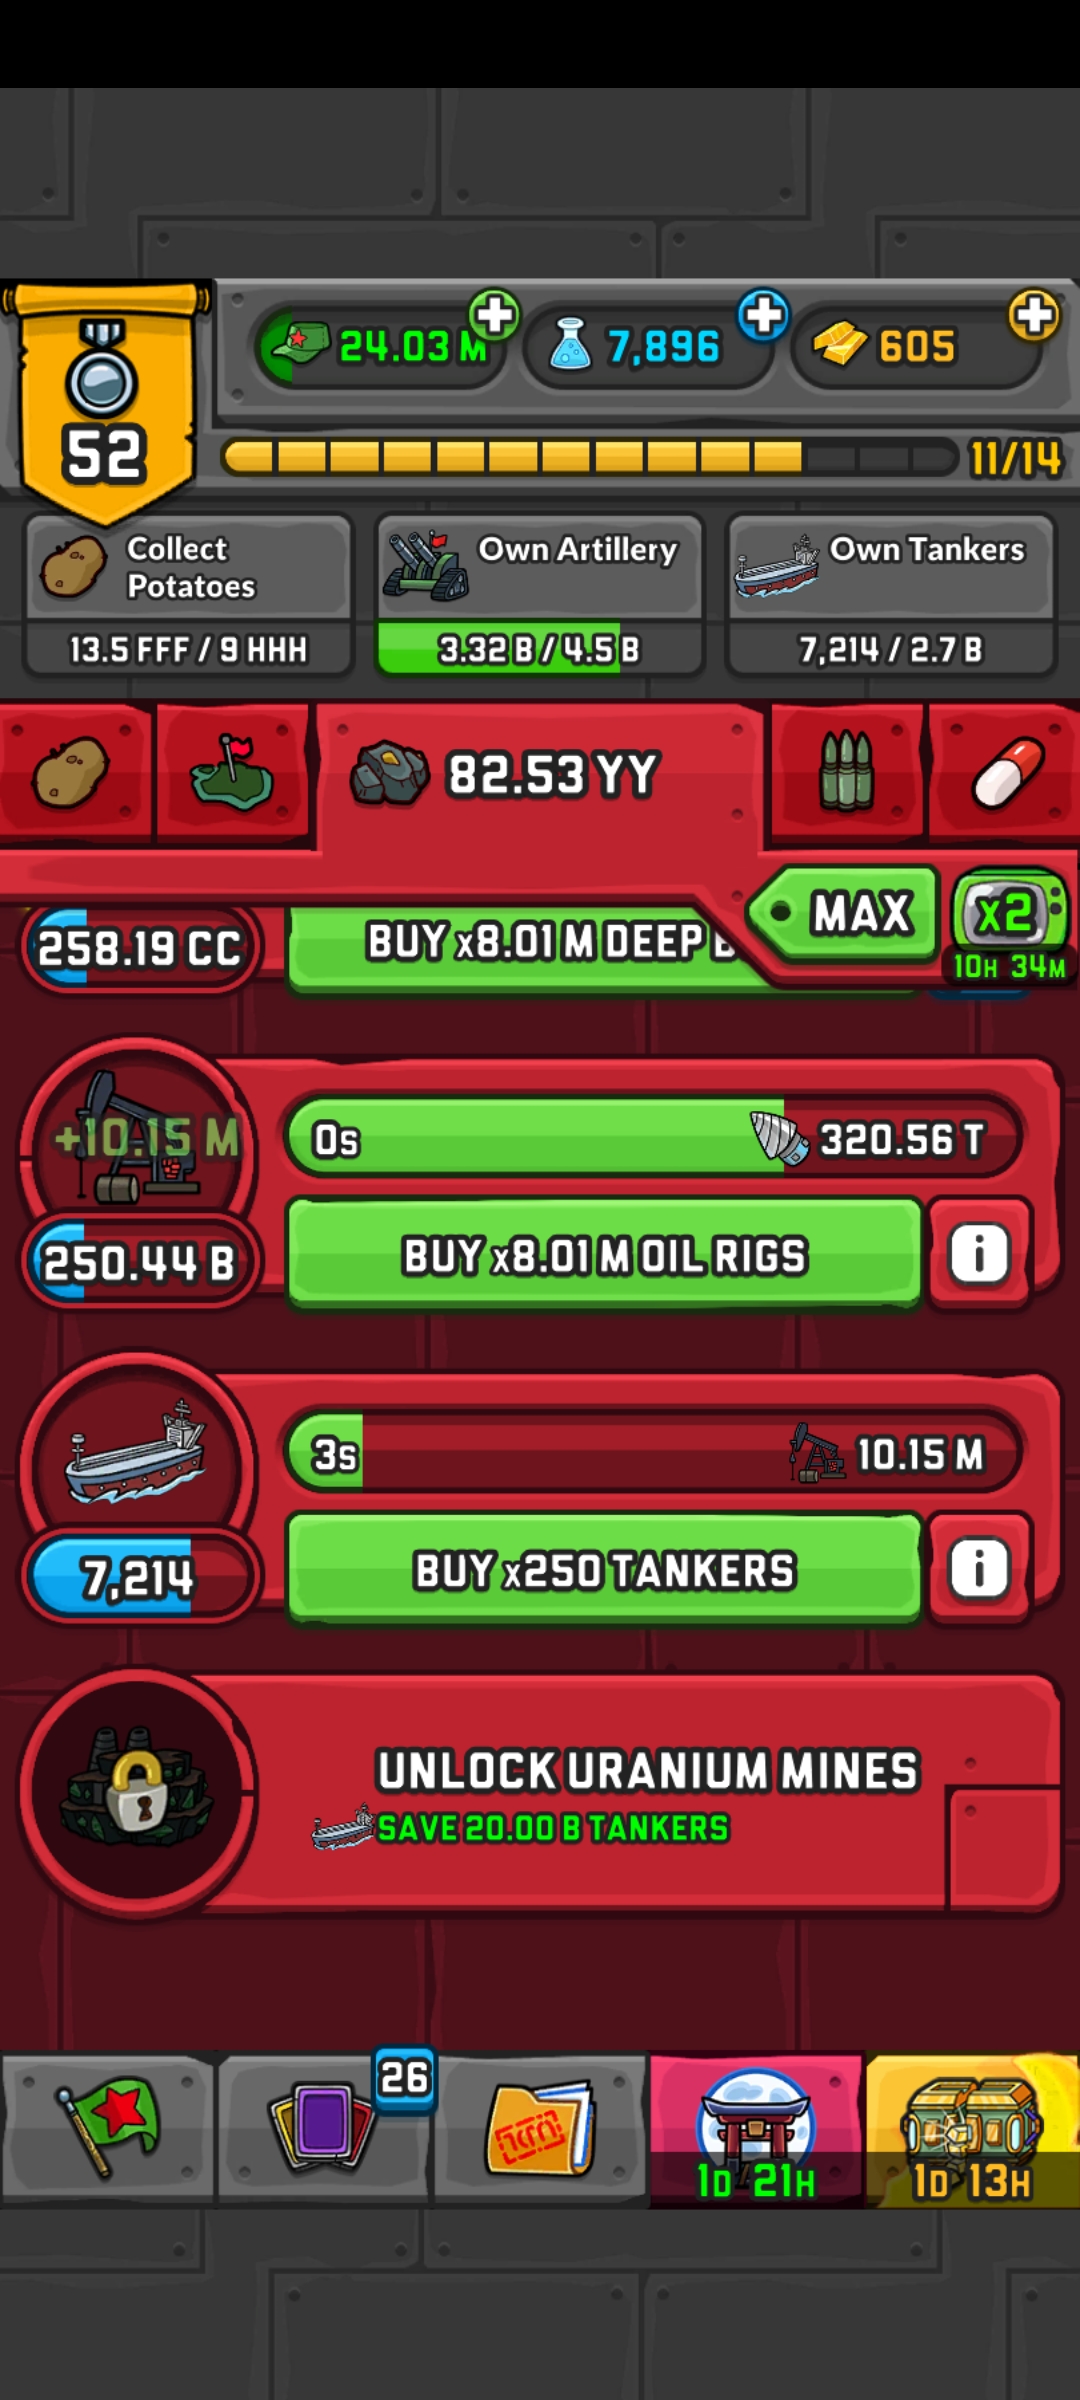 24.03 M
7,896
605
52
11/14
Collect
Potatoes
13.5 FFF / 9 HHH
Own Artillery
3.32 B / 4.5 B
Own Tankers
7,214 / 2.7 B
82.53 YY
MAX
x2
10H 34M
258.19 CC
BUY x8.01 M DEEP
+10.15 M
0s
320.56 T
250.44 B
BUY x8.01 M OIL RIGS
i
3s
10.15 M
7,214
BUY x250 TANKERS
i
UNLOCK URANIUM MINES
SAVE 20.00 B TANKERS
26
1D 21H
1D 13H